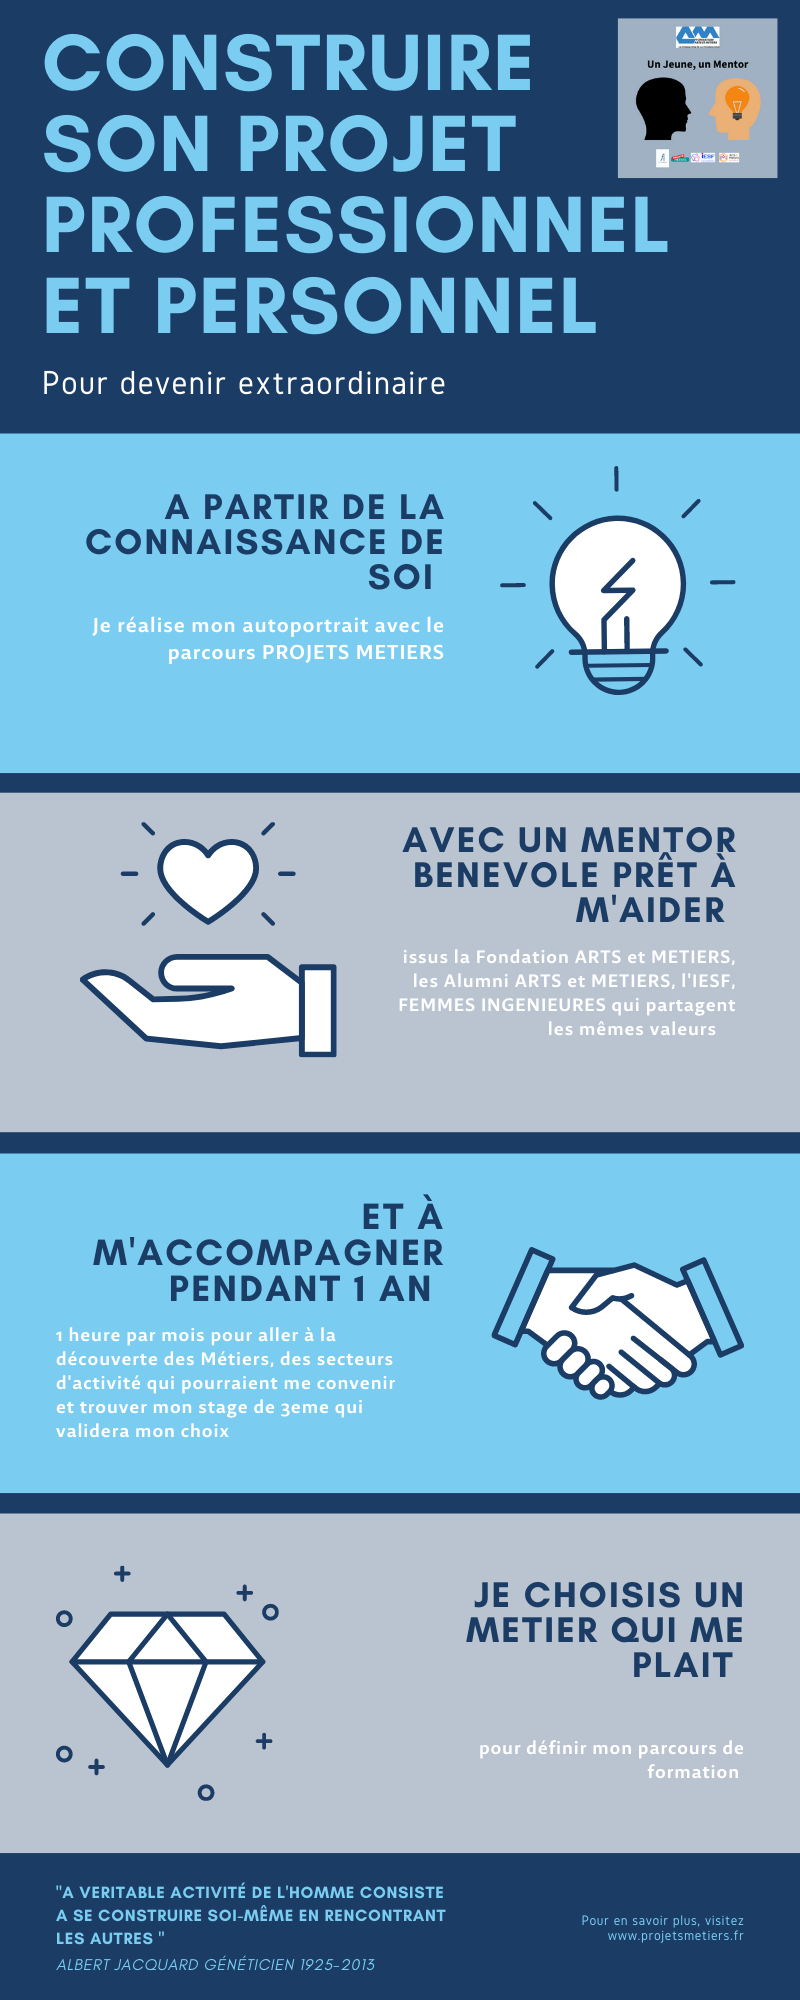 CONSTRUIRE
SON PROJET
PROFESSIONNEL
ET PERSONNEL
Pour devenir extraordinaire
Un Jeune, un Mentor
A PARTIR DE LA
CONNAISSANCE DE
SOI
Je réalise mon autoportrait avec le
parcours PROJETS METIERS
AVEC UN MENTOR
BENEVOLE PRÊT À
M'AIDER
issus la Fondation ARTS et METIERS,
les Alumni ARTS et METIERS, l'IESF,
FEMMES INGENIEURES qui partagent
les mêmes valeurs
ET À
M'ACCOMPAGNER
PENDANT 1 AN
1 heure par mois pour aller à la
découverte des Métiers, des secteurs
d'activité qui pourraient me convenir
et trouver mon stage de 3eme qui
validera mon choix
JE CHOISIS UN
METIER QUI ME
PLAIT
pour définir mon parcours de
formation
"A VERITABLE ACTIVITÉ DE L'HOMME CONSISTE
A SE CONSTRUIRE SOI-MÊME EN RENCONTRANT
LES AUTRES "
ALBERT JACQUARD GÉNÉTICIEN 1925-2013
Pour en savoir plus, visitez
www.projetsmetiers.fr